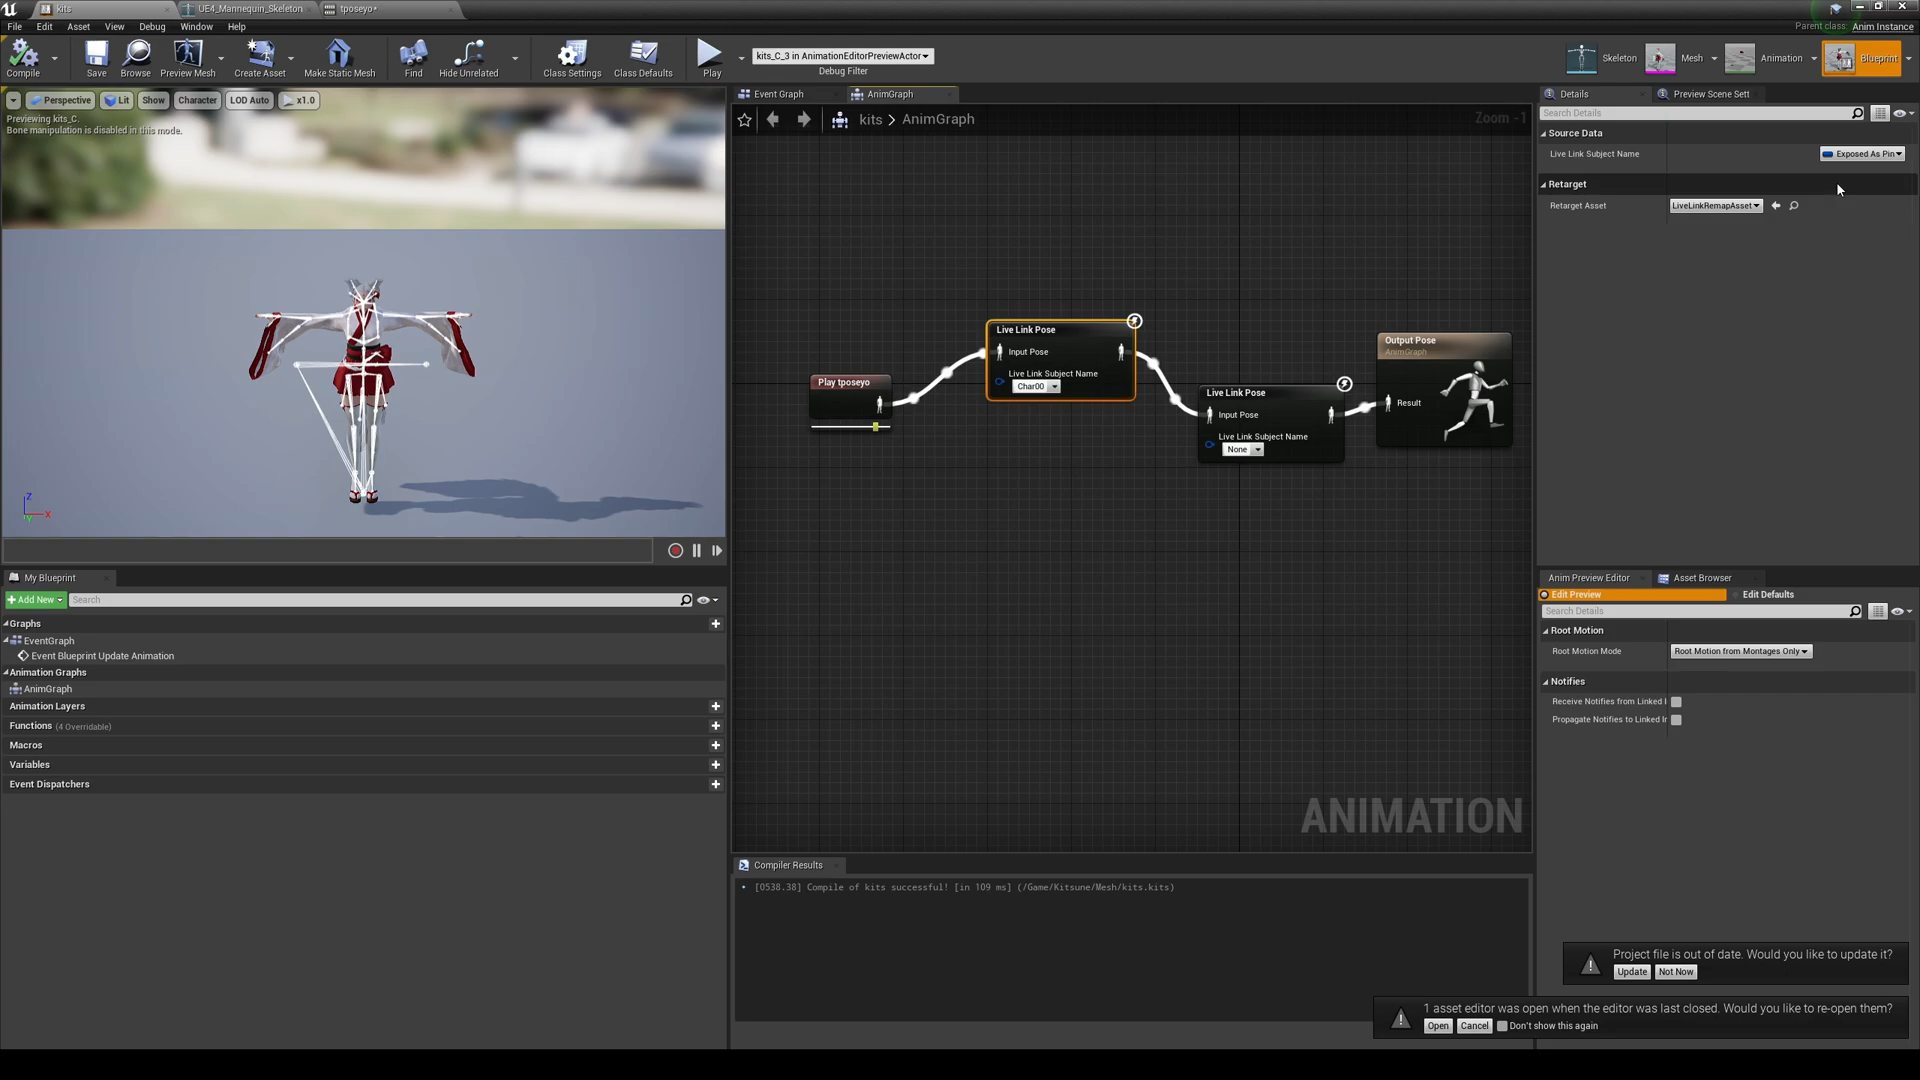 kits
UE4_Mannequin_Skeleton
tposeyo*
Parent class: Anim Instance
File Edit Asset View Debug Window Help
Compile Save Browse Preview Mesh Create Asset Make Static Mesh Find Hide Unrelated Class Settings Class Defaults Play
kits_C_3 in AnimationEditorPreviewActor
Debug Filter
Skeleton Mesh Animation Blueprint
Perspective Lit Show Character LOD Auto x1.0
Previewing kits_C.
Bone manipulation is disabled in this mode.
Z
X
Y
Event Graph AnimGraph
kits > AnimGraph
Zoom -1
Play tposeyo
Live Link Pose
Input Pose
Live Link Subject Name
Char00
Live Link Pose
Input Pose
Live Link Subject Name
None
Output Pose
AnimGraph
Result
ANIMATION
Details Preview Scene Sett
Search Details
Source Data
Live Link Subject Name Exposed As Pin
Retarget
Retarget Asset LiveLinkRemapAsset
My Blueprint
Add New Search
Graphs
EventGraph
Event Blueprint Update Animation
Animation Graphs
AnimGraph
Animation Layers
Functions (4 Overridable)
Macros
Variables
Event Dispatchers
Compiler Results
[0538.38] Compile of kits successful! [in 109 ms] (/Game/Kitsune/Mesh/kits.kits)
Anim Preview Editor Asset Browser
Edit Preview Edit Defaults
Search Details
Root Motion
Root Motion Mode Root Motion from Montages Only
Notifies
Receive Notifies from Linked I
Propagate Notifies to Linked Ir
Project file is out of date. Would you like to update it?
Update Not Now
1 asset editor was open when the editor was last closed. Would you like to re-open them?
Open Cancel Don't show this again